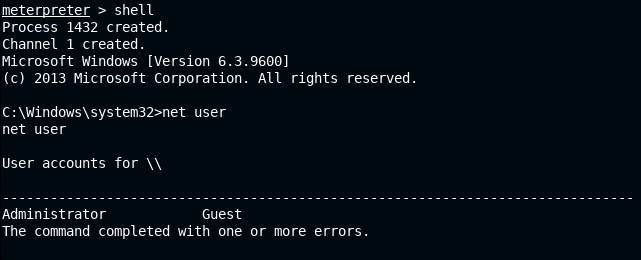 meterpreter > shell
Process 1432 created.
Channel 1 created.
Microsoft Windows [Version 6.3.9600]
(c) 2013 Microsoft Corporation. All rights reserved.

C:\Windows\system32>net user
net user

User accounts for \\

-------------------------------------------------------------------------------
Administrator            Guest
The command completed with one or more errors.